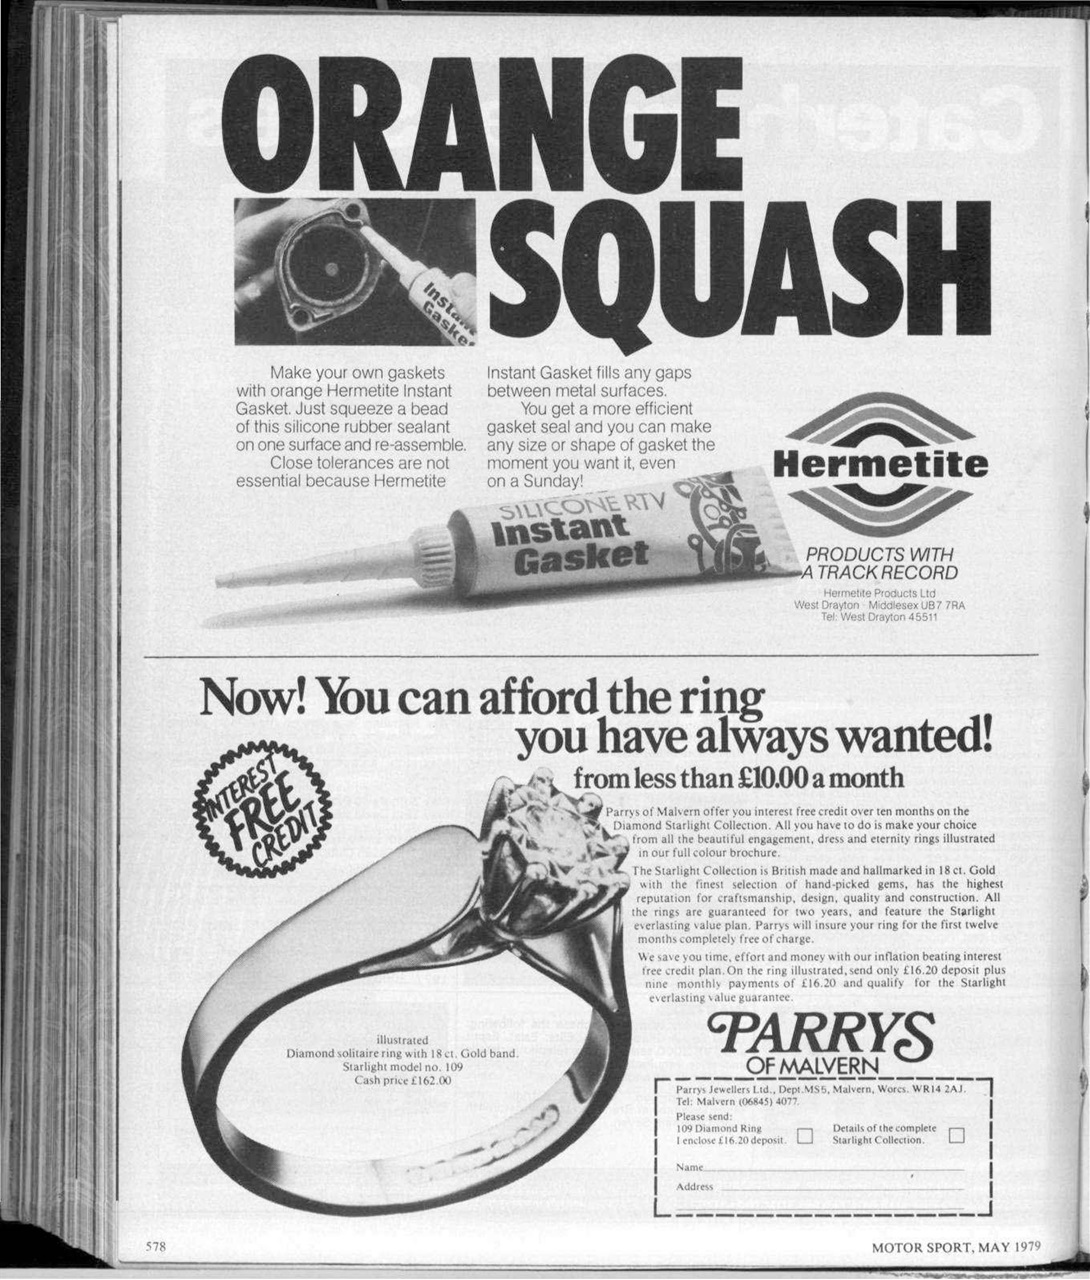 ORANGE
SQUASH
Instant
Gasket
Make your own gaskets
with orange Hermetite Instant
Gasket. Just squeeze a bead
of this silicone rubber sealant
on one surface and re-assemble.
Close tolerances are not
essential because Hermetite
Instant Gasket fills any gaps
between metal surfaces.
You get a more efficient
gasket seal and you can make
any size or shape of gasket the
moment you want it, even
on a Sunday!
Hermetite
SILICONE RTV
Instant
Gasket
PRODUCTS WITH
A TRACK RECORD
Hermetite Products Ltd
West Drayton · Middlesex UB7 7RA
Tel: West Drayton 45511
Now! You can afford the ring
you have always wanted!
from less than £10.00 a month
INTEREST
FREE
CREDIT
Parrys of Malvern offer you interest free credit over ten months on the
Diamond Starlight Collection. All you have to do is make your choice
from all the beautiful engagement, dress and eternity rings illustrated
in our full colour brochure.
The Starlight Collection is British made and hallmarked in 18 ct. Gold
with the finest selection of hand-picked gems, has the highest
reputation for craftsmanship, design, quality and construction. All
the rings are guaranteed for two years, and feature the Starlight
everlasting value plan. Parrys will insure your ring for the first twelve
months completely free of charge.
We save you time, effort and money with our inflation beating interest
free credit plan. On the ring illustrated, send only £16.20 deposit plus
nine monthly payments of £16.20 and qualify for the Starlight
everlasting value guarantee.
illustrated
Diamond solitaire ring with 18 ct. Gold band.
Starlight model no. 109
Cash price £162.00
PARRYS
OF MALVERN
Parrys Jewellers Ltd., Dept.MS5, Malvern, Worcs. WR14 2AJ.
Tel: Malvern (06845) 4077.
Please send:
109 Diamond Ring
I enclose £16.20 deposit.
Details of the complete
Starlight Collection.
Name
Address
578
MOTOR SPORT, MAY 1979